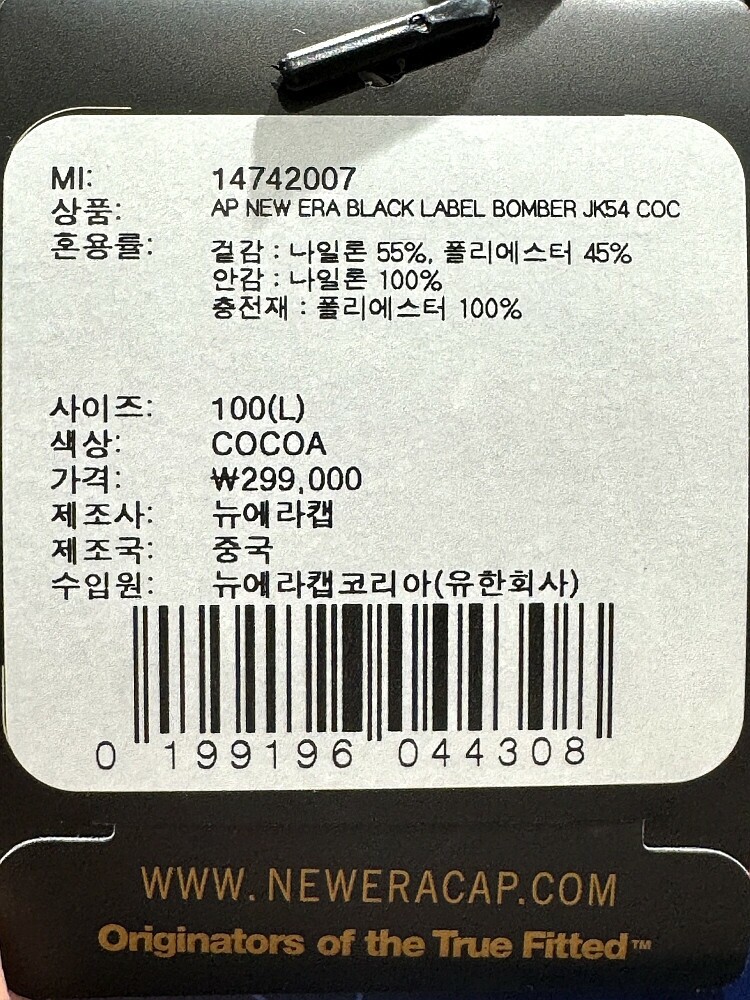 MI: 14742007
상품: AP NEW ERA BLACK LABEL BOMBER JK54 COC
혼용률: 겉감 : 나일론 55%, 폴리에스터 45%
안감 : 나일론 100%
충전재 : 폴리에스터 100%
사이즈: 100(L)
색상: COCOA
가격: ₩299,000
제조사: 뉴에라캡
제조국: 중국
수입원: 뉴에라캡코리아(유한회사)
0 199196 044308
WWW.NEWERACAP.COM
Originators of the True Fitted™